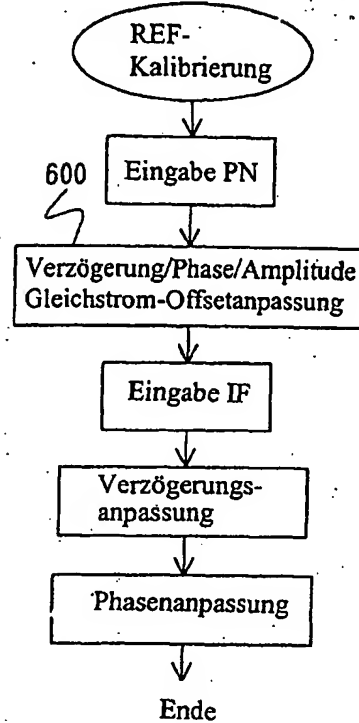 REF-
Kalibrierung
600
Eingabe PN
Verzögerung/Phase/Amplitude
Gleichstrom-Offsetanpassung
Eingabe IF
Verzögerungs-
anpassung
Phasenanpassung
Ende